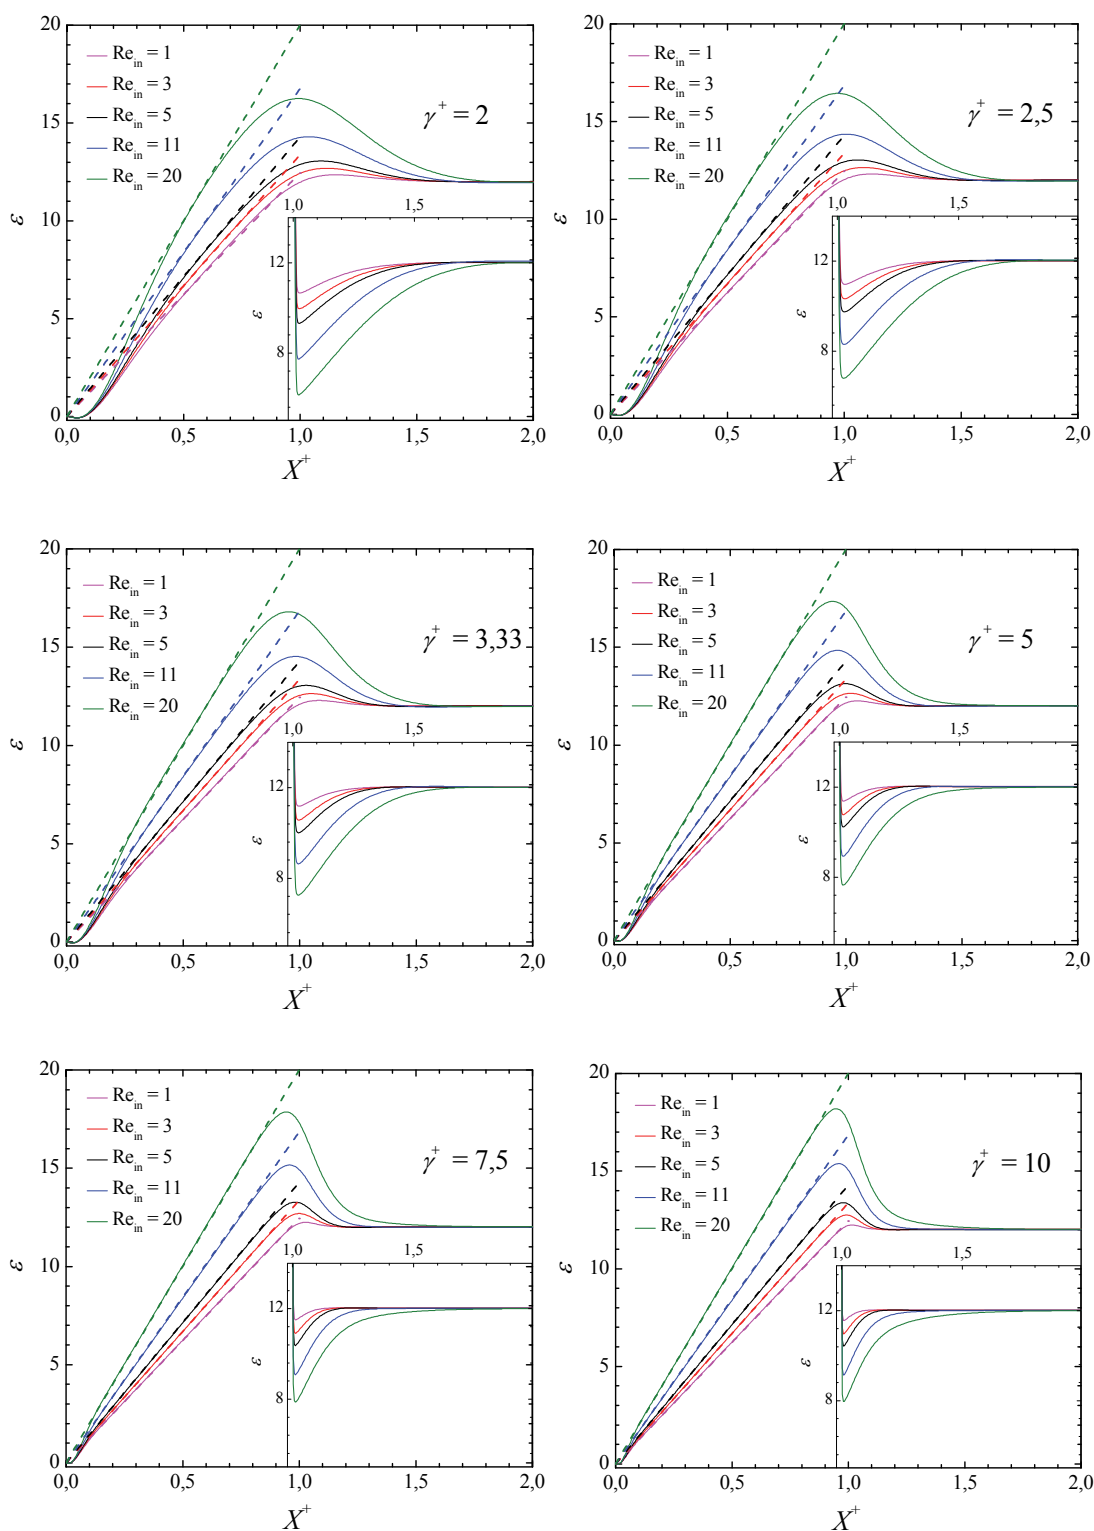 20
15
10
5
0
ε
Re_in = 1
Re_in = 3
Re_in = 5
Re_in = 11
Re_in = 20
γ⁺ = 2
1,0 1,5
12
8
ε
0,0 0,5 1,0 1,5 2,0
X⁺
20
15
10
5
0
ε
Re_in = 1
Re_in = 3
Re_in = 5
Re_in = 11
Re_in = 20
γ⁺ = 2,5
1,0 1,5
12
8
ε
0,0 0,5 1,0 1,5 2,0
X⁺
20
15
10
5
0
ε
Re_in = 1
Re_in = 3
Re_in = 5
Re_in = 11
Re_in = 20
γ⁺ = 3,33
1,0 1,5
12
8
ε
0,0 0,5 1,0 1,5 2,0
X⁺
20
15
10
5
0
ε
Re_in = 1
Re_in = 3
Re_in = 5
Re_in = 11
Re_in = 20
γ⁺ = 5
1,0 1,5
12
8
ε
0,0 0,5 1,0 1,5 2,0
X⁺
20
15
10
5
0
ε
Re_in = 1
Re_in = 3
Re_in = 5
Re_in = 11
Re_in = 20
γ⁺ = 7,5
1,0 1,5
12
8
ε
0,0 0,5 1,0 1,5 2,0
X⁺
20
15
10
5
0
ε
Re_in = 1
Re_in = 3
Re_in = 5
Re_in = 11
Re_in = 20
γ⁺ = 10
1,0 1,5
12
8
ε
0,0 0,5 1,0 1,5 2,0
X⁺